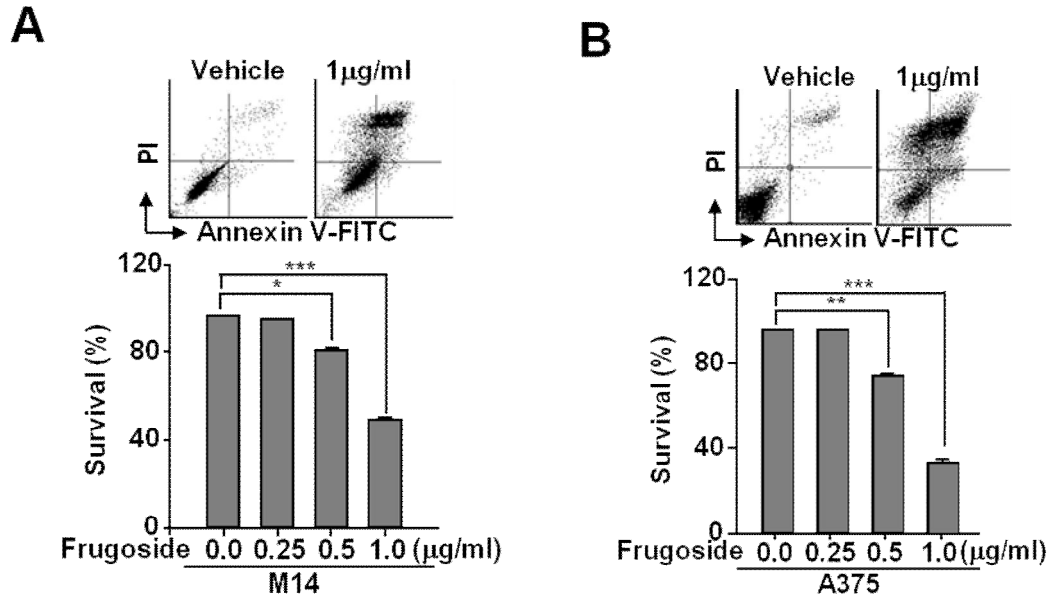 A
Vehicle 1μg/ml
PI
Annexin V-FITC
120
***
*
80
40
0
Survival (%)
Frugoside 0.0 0.25 0.5 1.0 (μg/ml)
M14
B
Vehicle 1μg/ml
PI
Annexin V-FITC
120
***
**
80
40
0
Survival (%)
Frugoside 0.0 0.25 0.5 1.0 (μg/ml)
A375